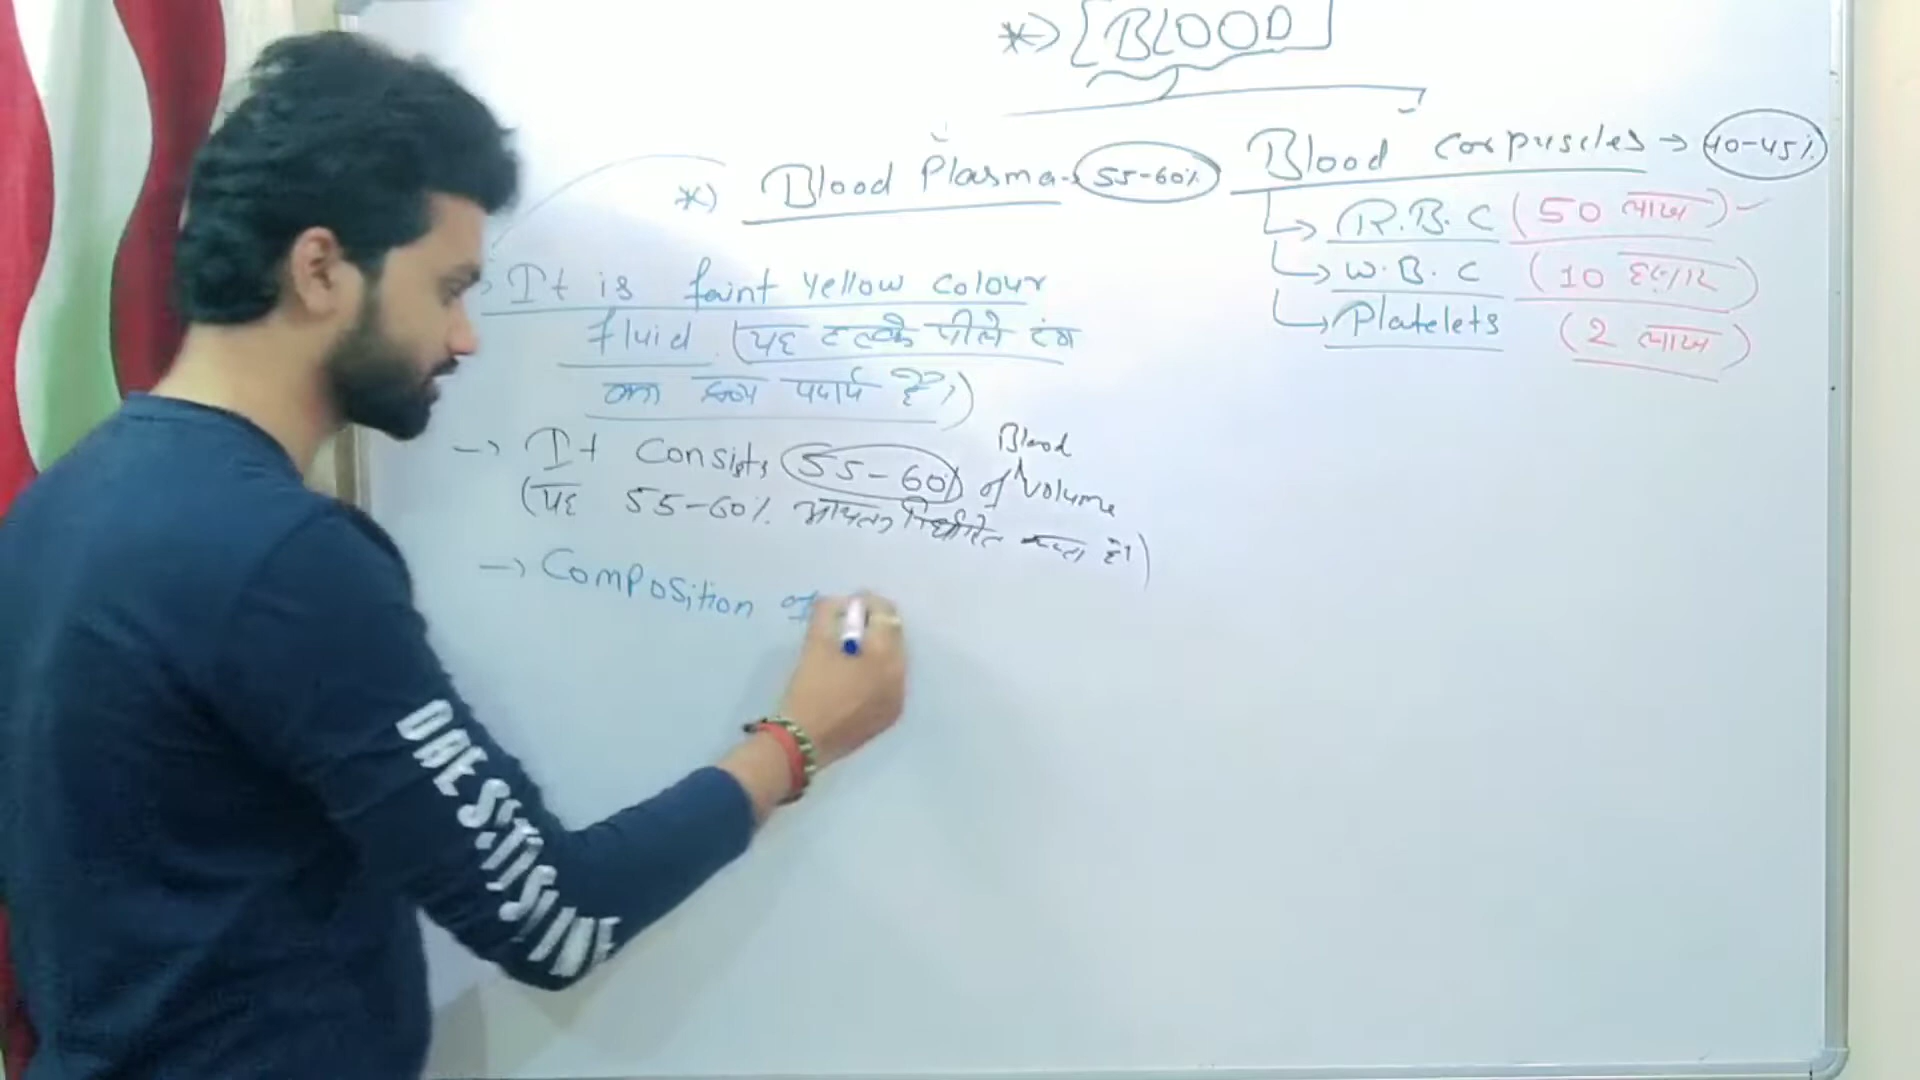 *) [BLOOD]
*) Blood Plasma → 55-60%
Blood Corpuscles → 40-45%
R.B.C (50 लाख)
W.B.C (10 हजार)
Platelets (2 लाख)
It is faint yellow colour
fluid. (यह हल्के पीले रंग
का द्रव्य पदार्थ है।)
→ It Consists 55-60% of Blood Volume
(यह 55-60% आयतन निर्धारित करता है।)
→ Composition of